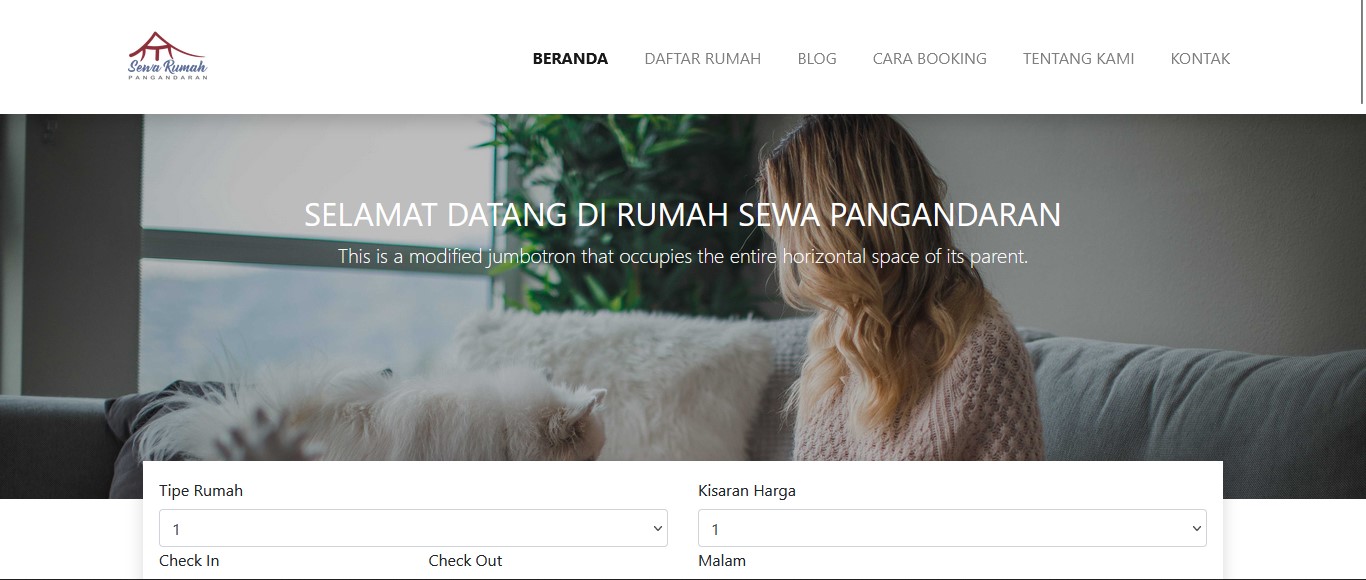 Sewa Rumah
PANGANDARAN
BERANDA DAFTAR RUMAH BLOG CARA BOOKING TENTANG KAMI KONTAK
SELAMAT DATANG DI RUMAH SEWA PANGANDARAN
This is a modified jumbotron that occupies the entire horizontal space of its parent.
Tipe Rumah Kisaran Harga
1 1
Check In Check Out Malam